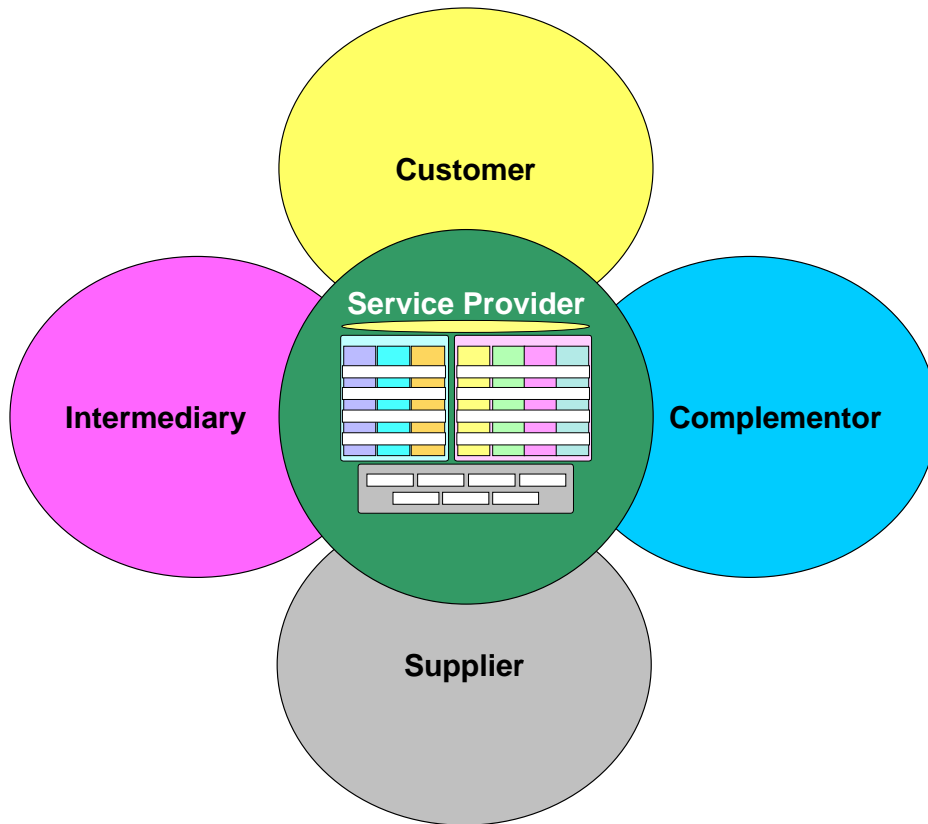 Customer
Service Provider
Intermediary
Complementor
Supplier